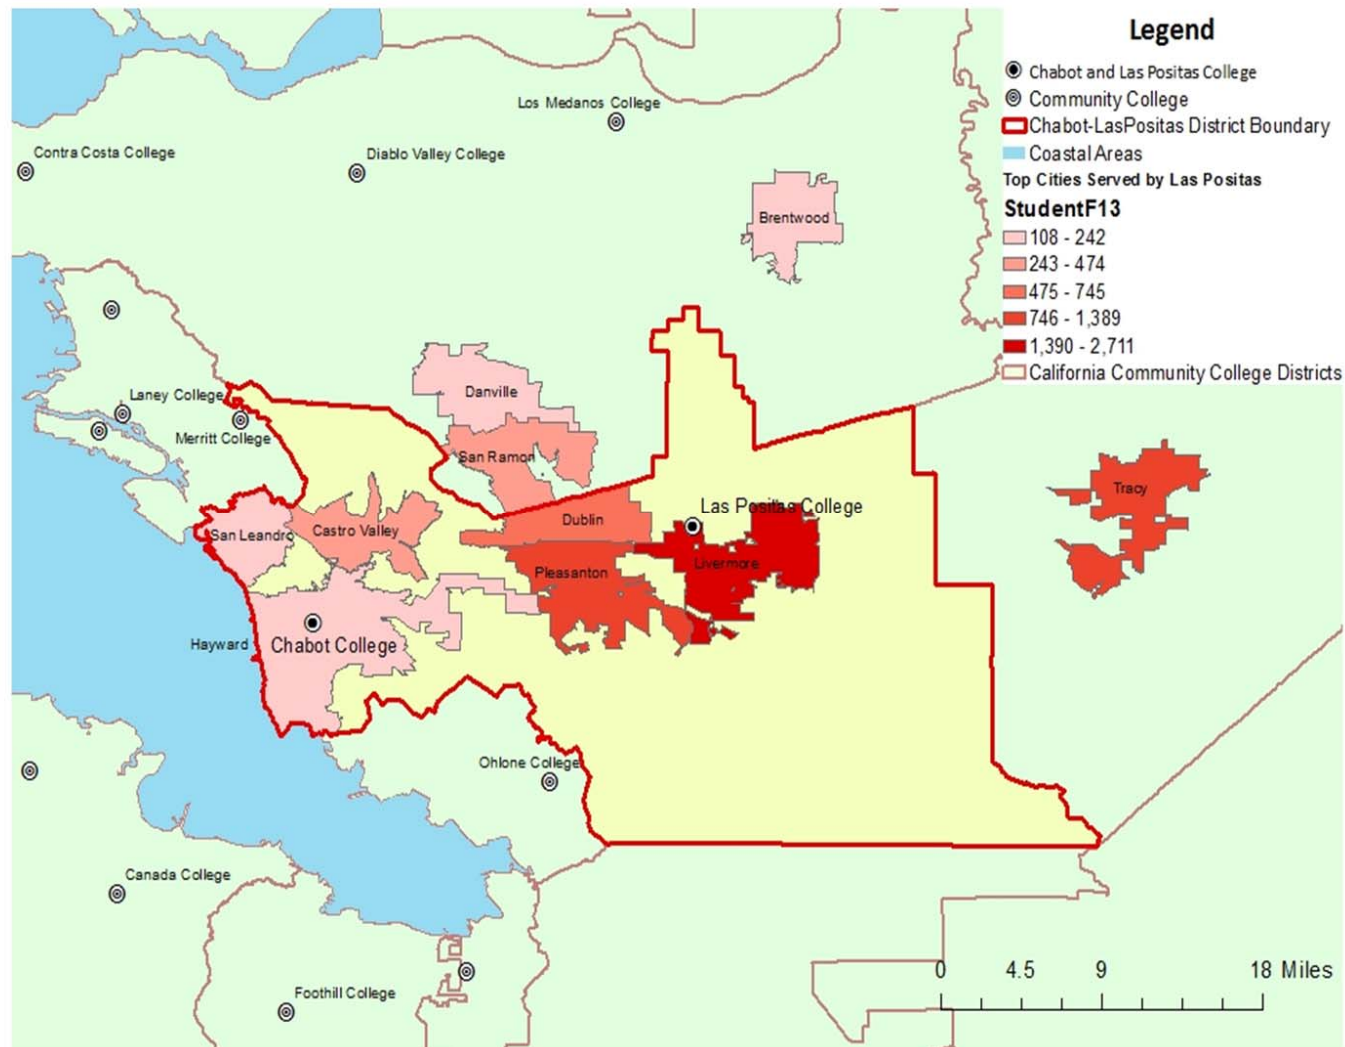 Legend
Chabot and Las Positas College
Community College
Chabot-LasPositas District Boundary
Coastal Areas
Top Cities Served by Las Positas
StudentF13
108 - 242
243 - 474
475 - 745
746 - 1,389
1,390 - 2,711
California Community College Districts
Los Medanos College
Contra Costa College
Diablo Valley College
Brentwood
Laney College
Danville
Merritt College
San Ramon
Tracy
Las Positas College
Dublin
San Leandro
Castro Valley
Livermore
Pleasanton
Hayward
Chabot College
Ohlone College
Canada College
Foothill College
0 4.5 9 18 Miles